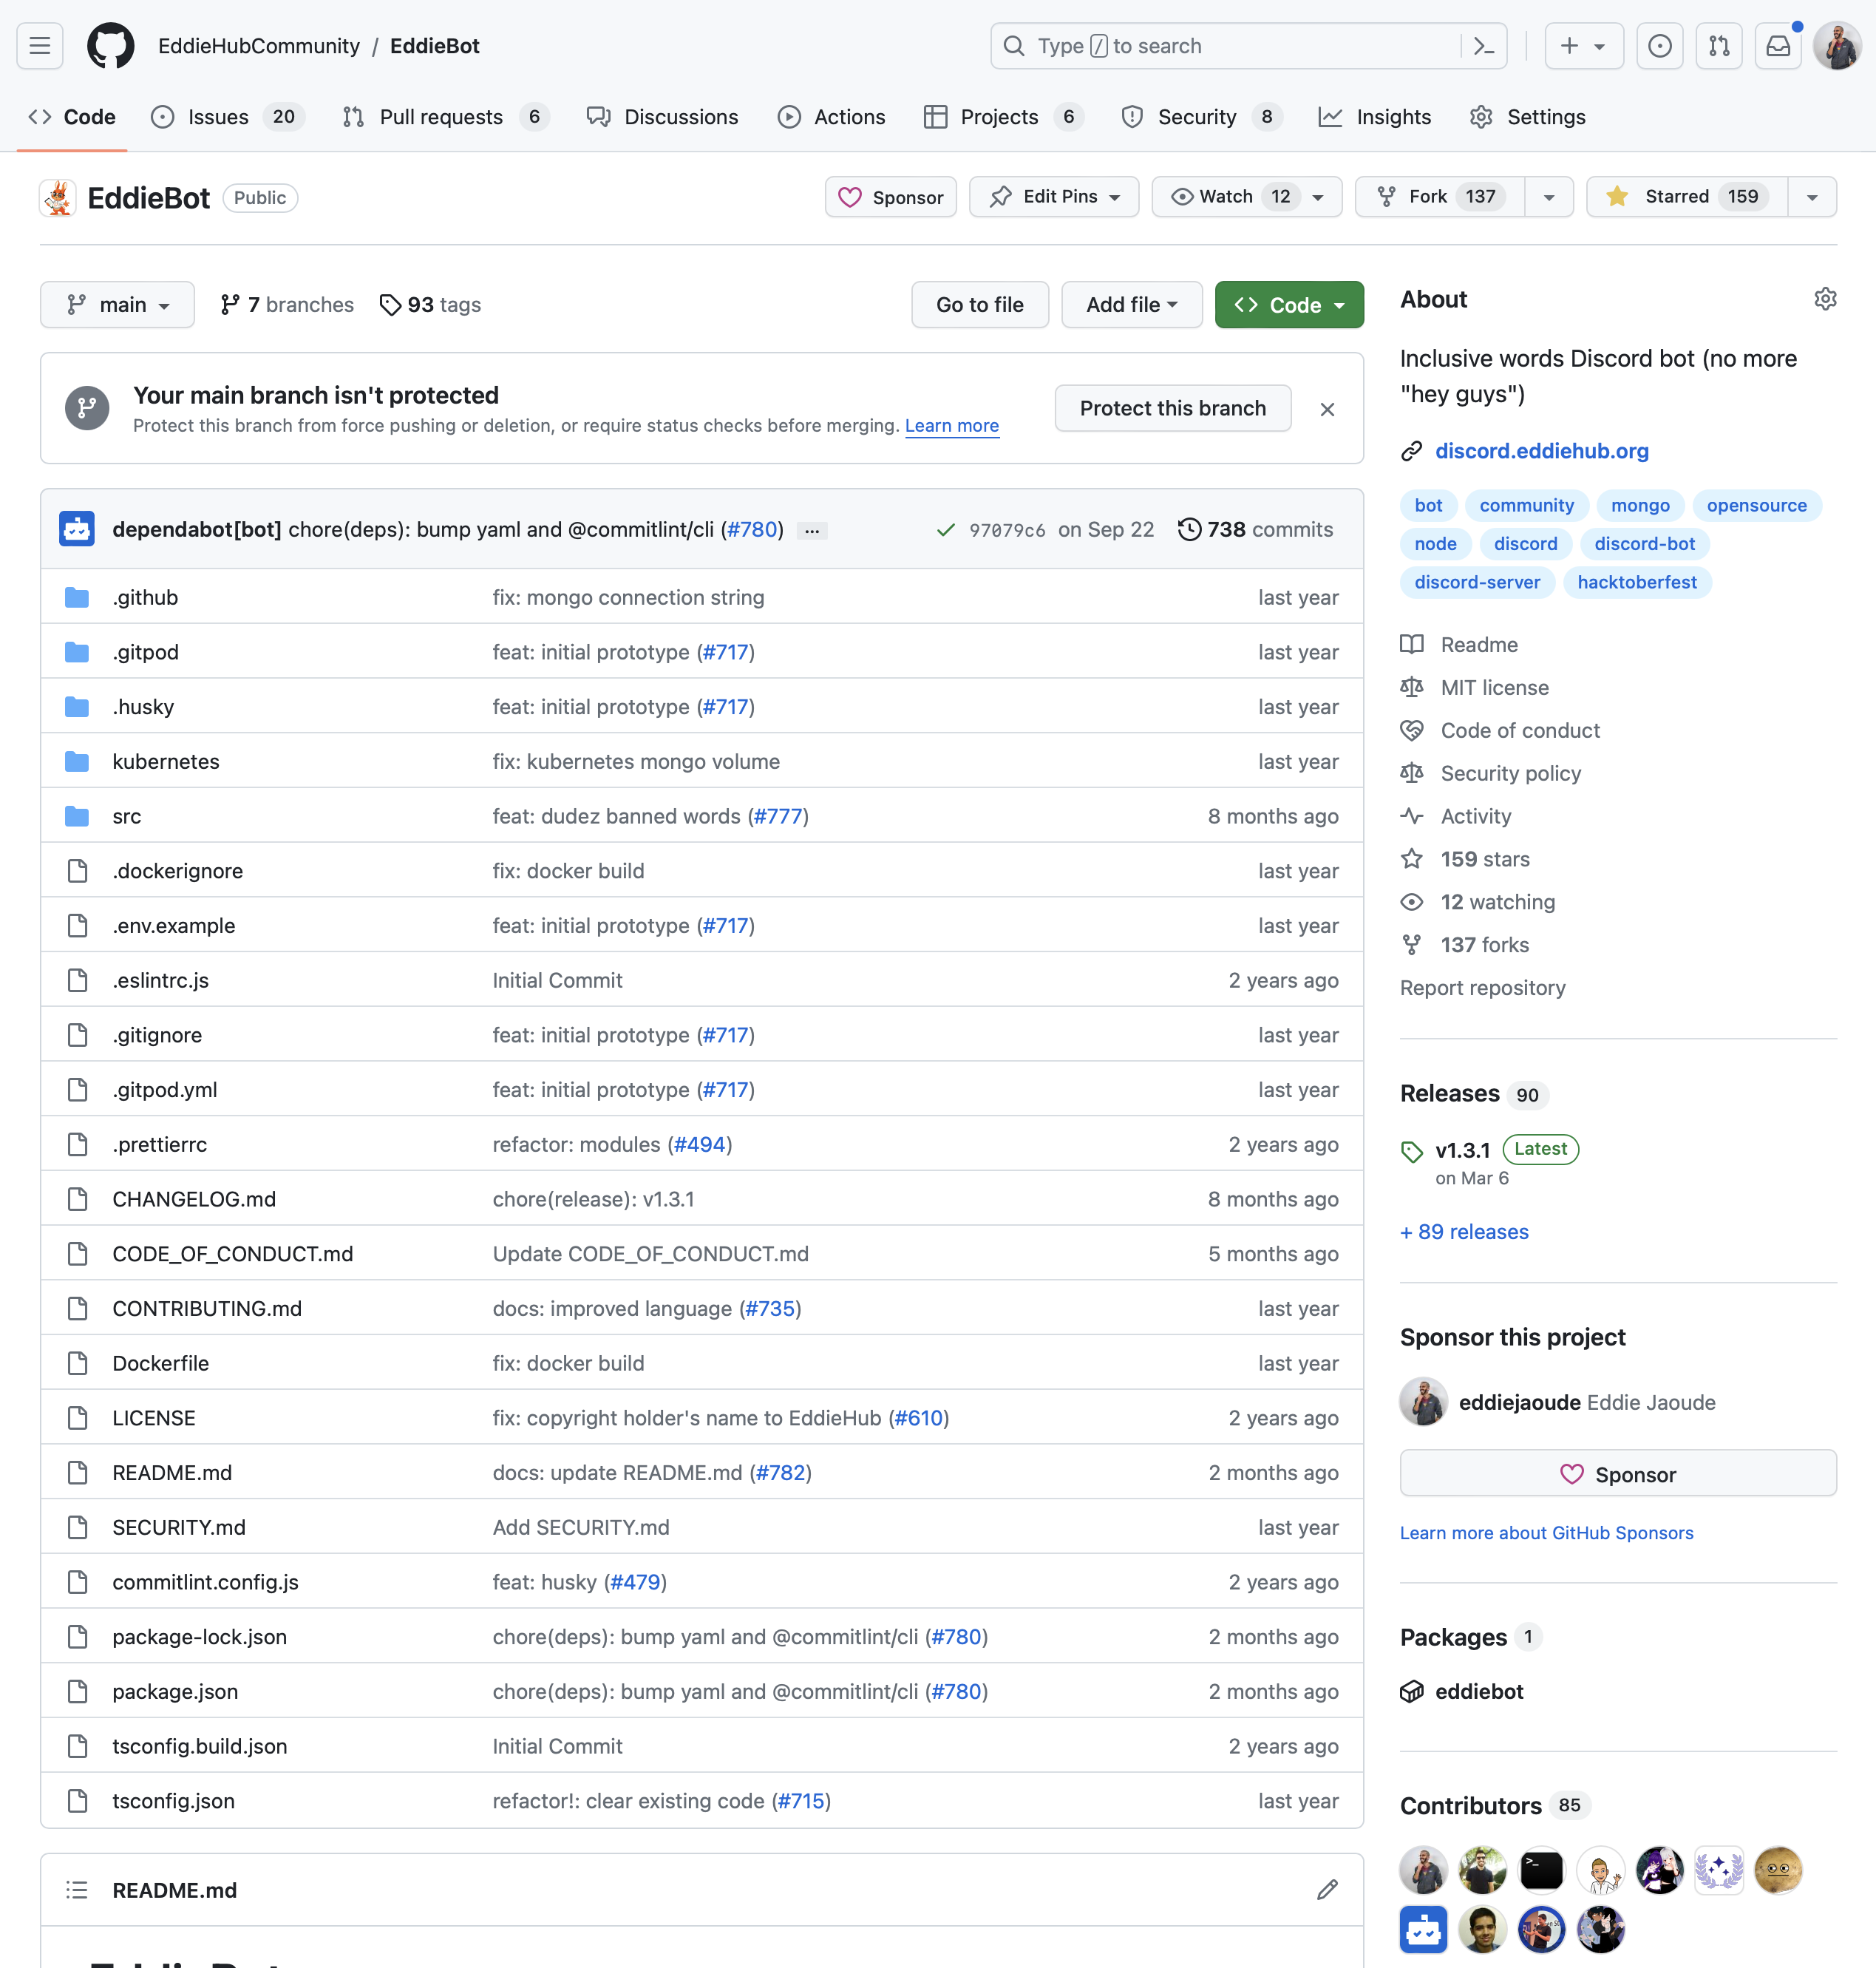 EddieHubCommunity / EddieBot
Type / to search
Code
Issues 20
Pull requests 6
Discussions
Actions
Projects 6
Security 8
Insights
Settings
EddieBot Public
Sponsor
Edit Pins
Watch 12
Fork 137
Starred 159
main
7 branches
93 tags
Go to file
Add file
Code
Your main branch isn't protected
Protect this branch from force pushing or deletion, or require status checks before merging. Learn more
Protect this branch
dependabot[bot] chore(deps): bump yaml and @commitlint/cli (#780) ... 97079c6 on Sep 22 738 commits
.github fix: mongo connection string last year
.gitpod feat: initial prototype (#717) last year
.husky feat: initial prototype (#717) last year
kubernetes fix: kubernetes mongo volume last year
src feat: dudez banned words (#777) 8 months ago
.dockerignore fix: docker build last year
.env.example feat: initial prototype (#717) last year
.eslintrc.js Initial Commit 2 years ago
.gitignore feat: initial prototype (#717) last year
.gitpod.yml feat: initial prototype (#717) last year
.prettierrc refactor: modules (#494) 2 years ago
CHANGELOG.md chore(release): v1.3.1 8 months ago
CODE_OF_CONDUCT.md Update CODE_OF_CONDUCT.md 5 months ago
CONTRIBUTING.md docs: improved language (#735) last year
Dockerfile fix: docker build last year
LICENSE fix: copyright holder's name to EddieHub (#610) 2 years ago
README.md docs: update README.md (#782) 2 months ago
SECURITY.md Add SECURITY.md last year
commitlint.config.js feat: husky (#479) 2 years ago
package-lock.json chore(deps): bump yaml and @commitlint/cli (#780) 2 months ago
package.json chore(deps): bump yaml and @commitlint/cli (#780) 2 months ago
tsconfig.build.json Initial Commit 2 years ago
tsconfig.json refactor!: clear existing code (#715) last year
README.md
EddieBot
About
Inclusive words Discord bot (no more
"hey guys")
discord.eddiehub.org
bot community mongo opensource
node discord discord-bot
discord-server hacktoberfest
Readme
MIT license
Code of conduct
Security policy
Activity
159 stars
12 watching
137 forks
Report repository
Releases 90
v1.3.1 Latest
on Mar 6
+ 89 releases
Sponsor this project
eddiejaoude Eddie Jaoude
Sponsor
Learn more about GitHub Sponsors
Packages 1
eddiebot
Contributors 85